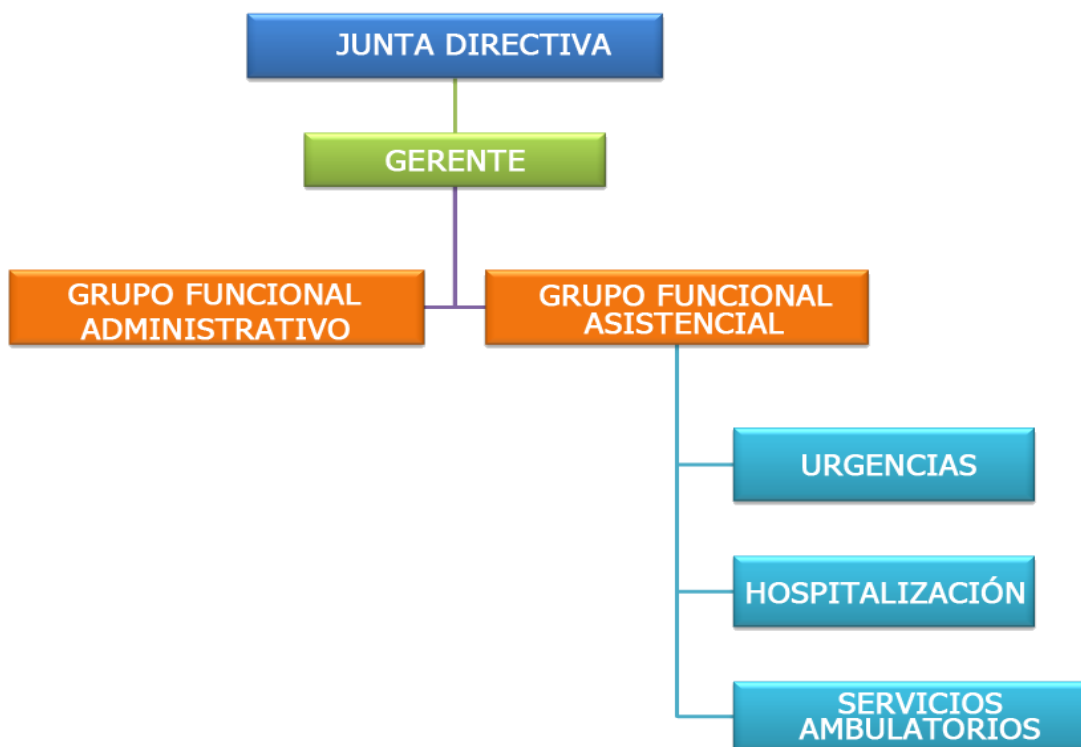 JUNTA DIRECTIVA
GERENTE
GRUPO FUNCIONAL
ADMINISTRATIVO
GRUPO FUNCIONAL
ASISTENCIAL
URGENCIAS
HOSPITALIZACIÓN
SERVICIOS
AMBULATORIOS